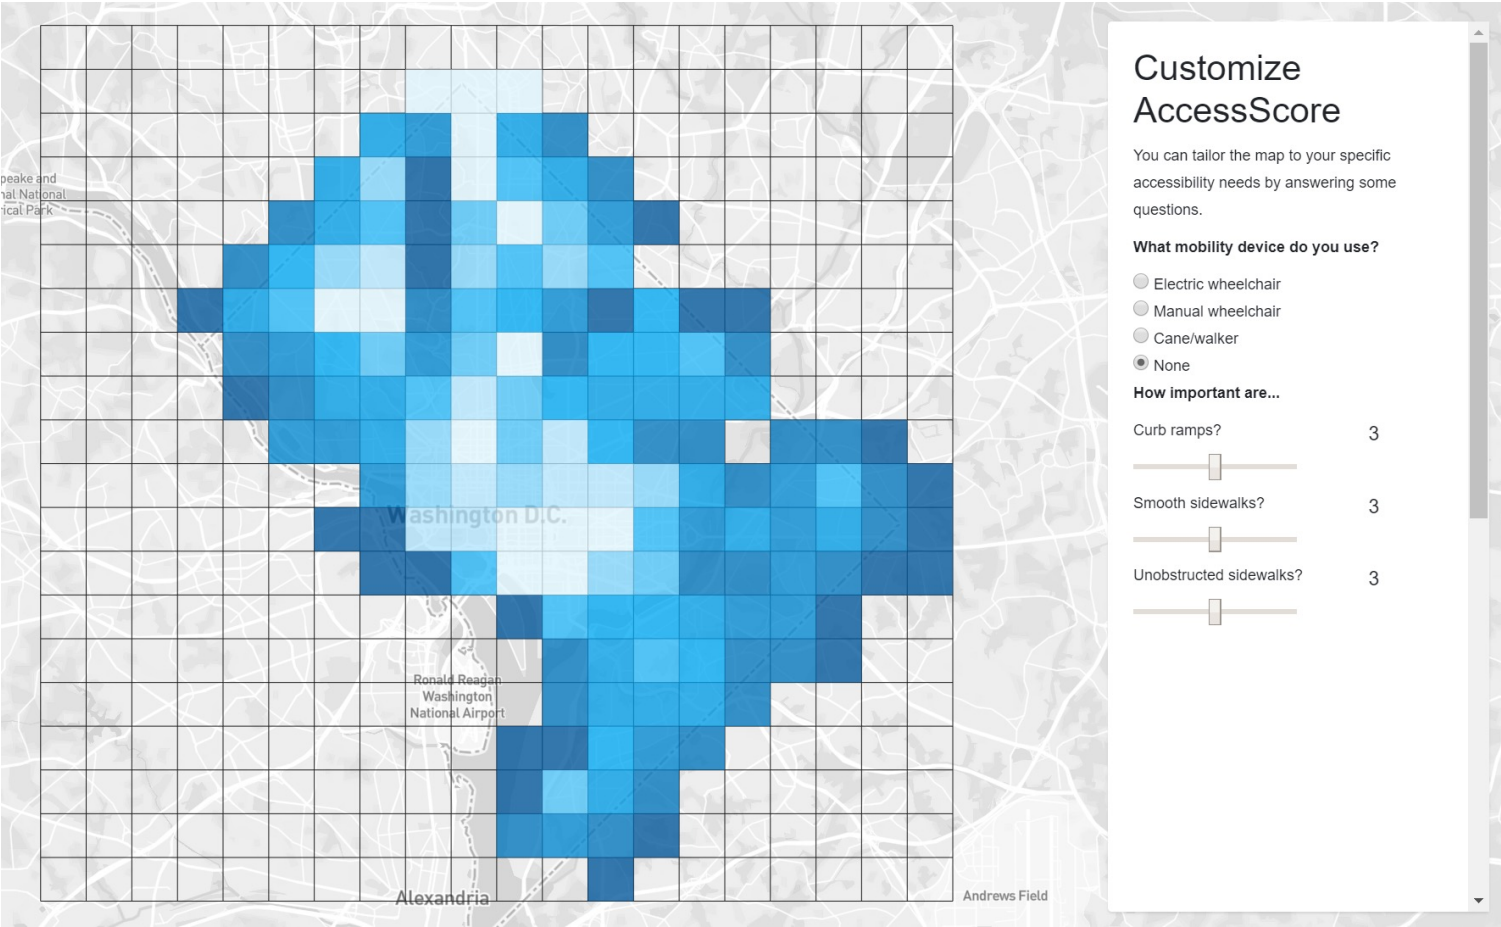 peake and
nal National
rical Park
Washington D.C.
Ronald Reagan
Washington
National Airport
Alexandria
Andrews Field
Customize
AccessScore
You can tailor the map to your specific
accessibility needs by answering some
questions.
What mobility device do you use?
Electric wheelchair
Manual wheelchair
Cane/walker
None
How important are...
Curb ramps? 3
Smooth sidewalks? 3
Unobstructed sidewalks? 3